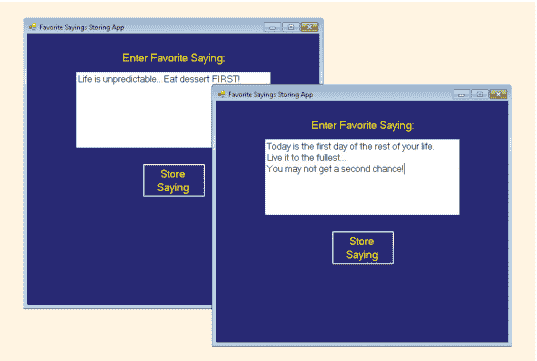 Favorite Sayings Storing App
Enter Favorite Saying:
Life is unpredictable... Eat dessert FIRST!
Store
Saying
Favorite Sayings Storing App
Enter Favorite Saying:
Today is the first day of the rest of your life.
Live it to the fullest...
You may not get a second chance!
Store
Saying